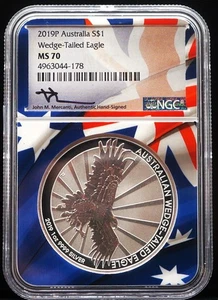 2019P Australia S$1
Wedge-Tailed Eagle
MS 70
4963044-178
John M. Mercanti, Authentic Hand-Signed
NGC
AUSTRALIAN WEDGE-TAILED EAGLE
2019 1oz 9999 SILVER